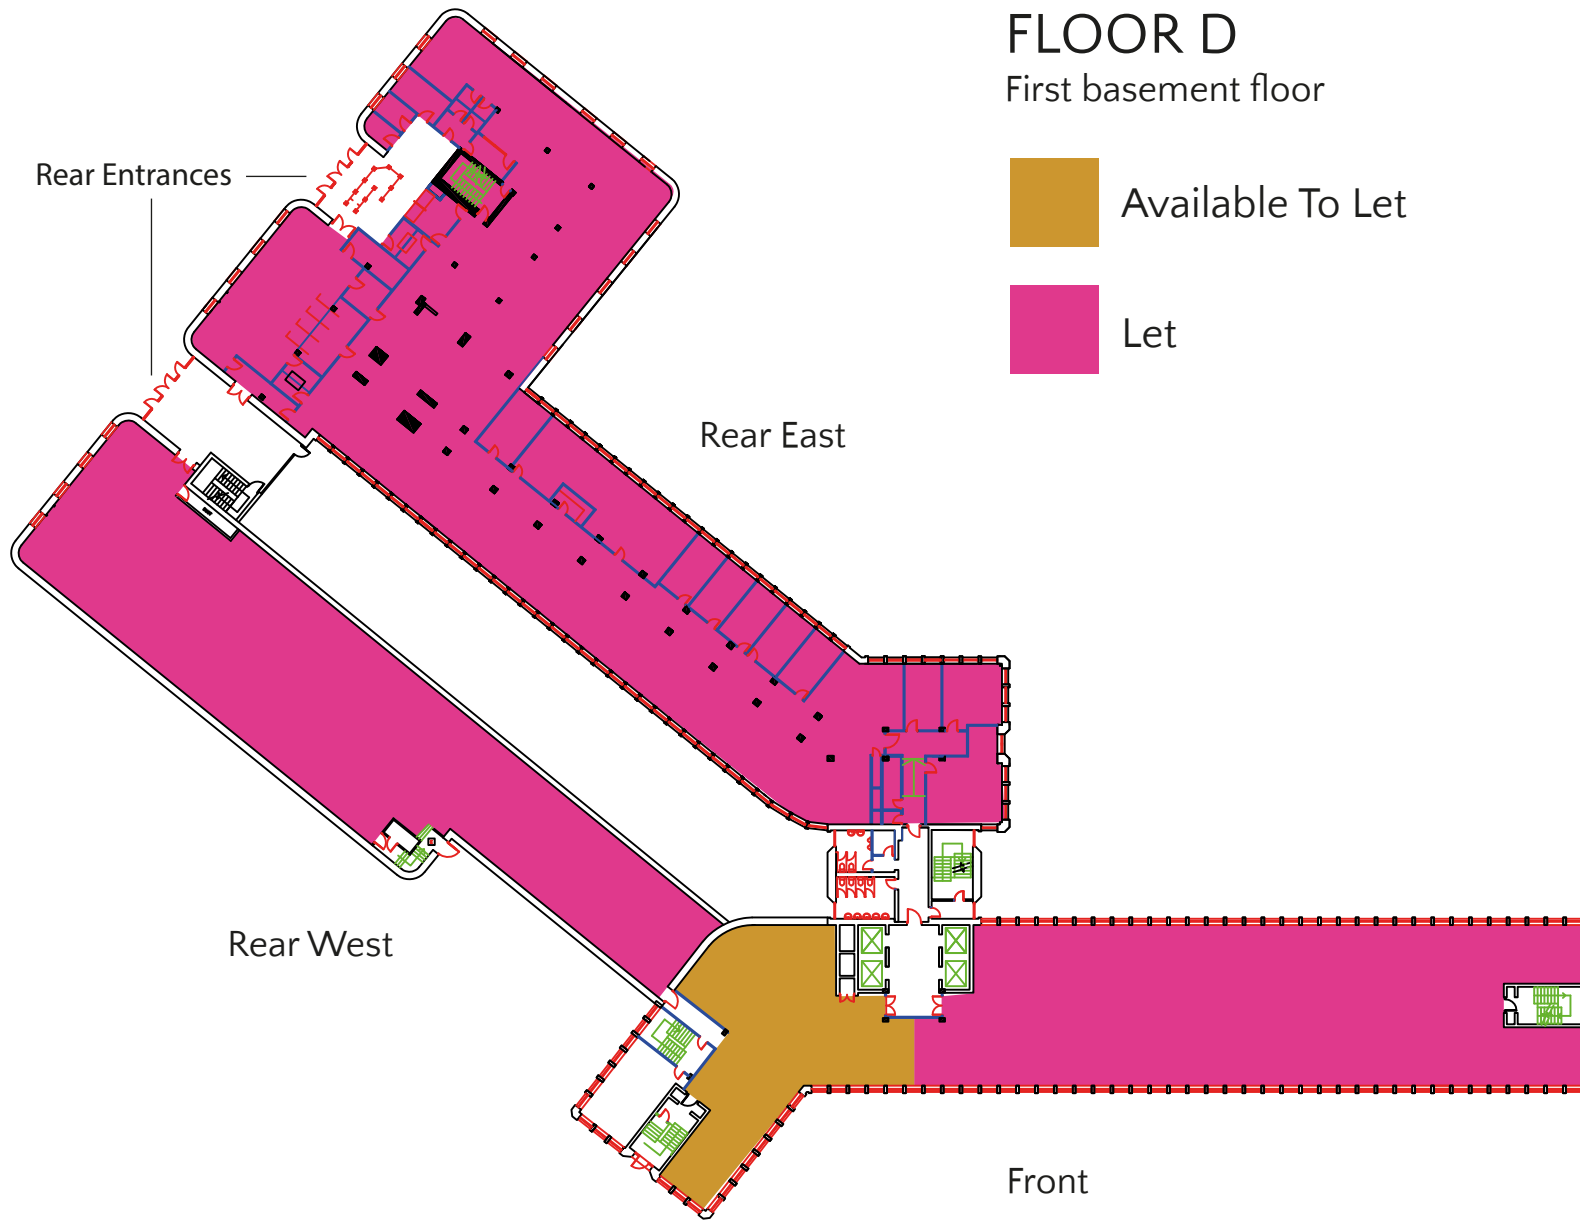 FLOOR D
First basement floor
Available To Let
Let
Rear Entrances
Rear East
Rear West
Front